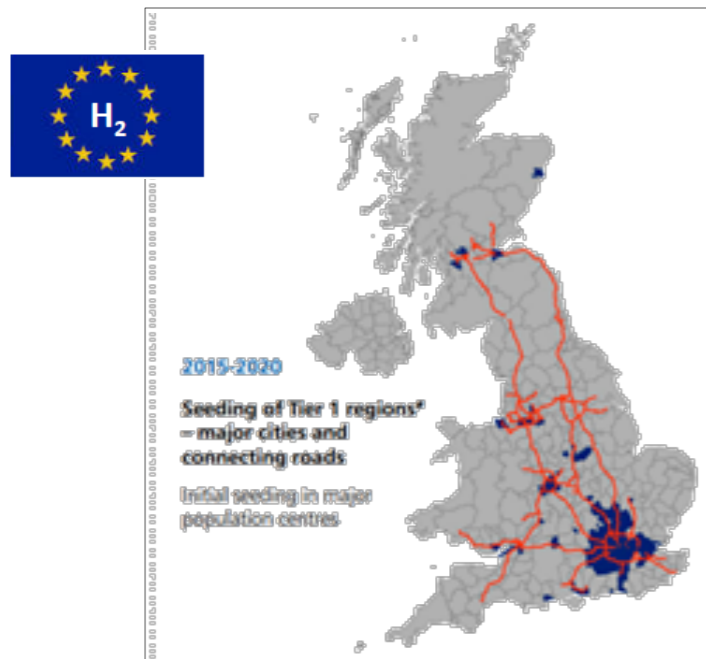 H₂
2015-2020
Seeding of Tier 1 regions*
– major cities and
connecting roads
Initial seeding in major
population centres